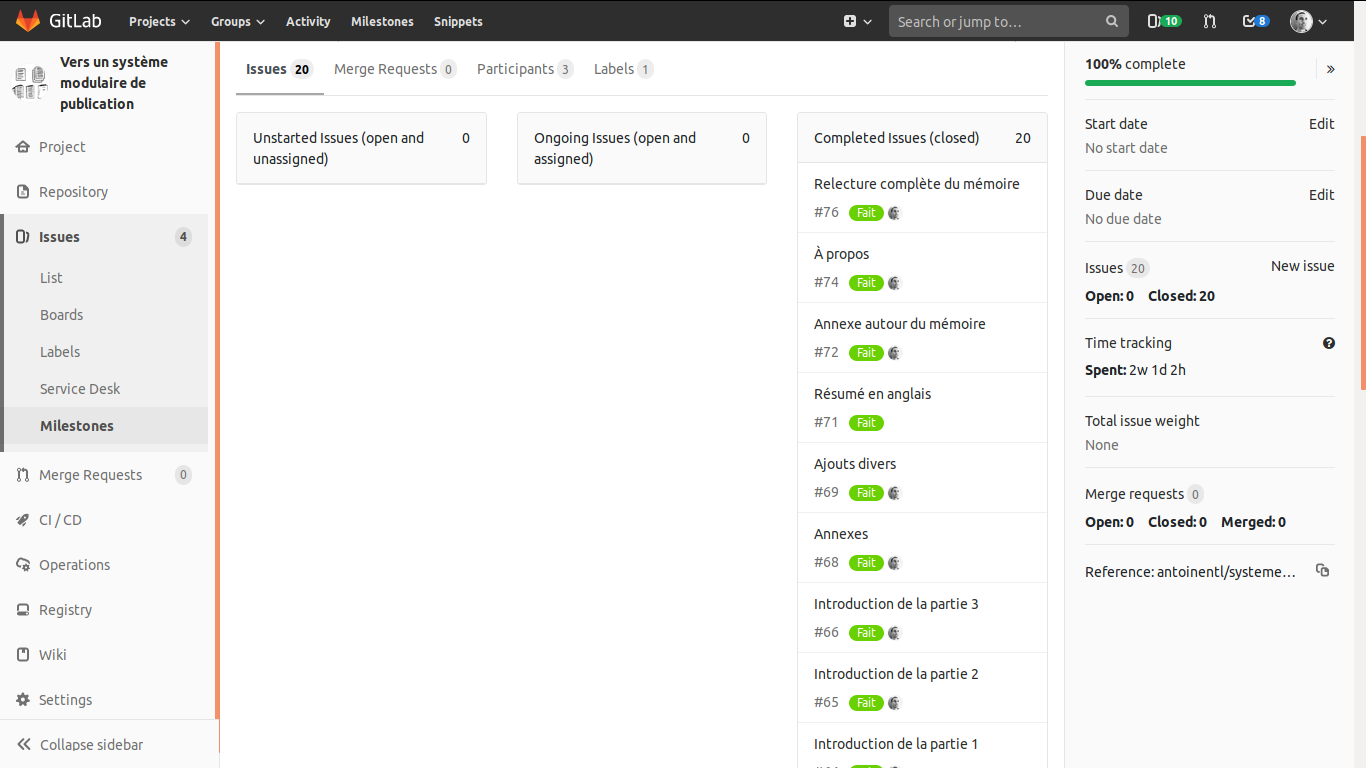 GitLab
Projects
Groups
Activity
Milestones
Snippets
Search or jump to…
10
8
Vers un système
modulaire de
publication
Project
Repository
Issues 4
List
Boards
Labels
Service Desk
Milestones
Merge Requests 0
CI / CD
Operations
Registry
Wiki
Settings
Collapse sidebar
Issues 20
Merge Requests 0
Participants 3
Labels 1
Unstarted Issues (open and
unassigned)
0
Ongoing Issues (open and
assigned)
0
Completed Issues (closed) 20
Relecture complète du mémoire
#76 Fait
À propos
#74 Fait
Annexe autour du mémoire
#72 Fait
Résumé en anglais
#71 Fait
Ajouts divers
#69 Fait
Annexes
#68 Fait
Introduction de la partie 3
#66 Fait
Introduction de la partie 2
#65 Fait
Introduction de la partie 1
100% complete
Start date Edit
No start date
Due date Edit
No due date
Issues 20 New issue
Open: 0 Closed: 20
Time tracking
Spent: 2w 1d 2h
Total issue weight
None
Merge requests 0
Open: 0 Closed: 0 Merged: 0
Reference: antoinentl/systeme…